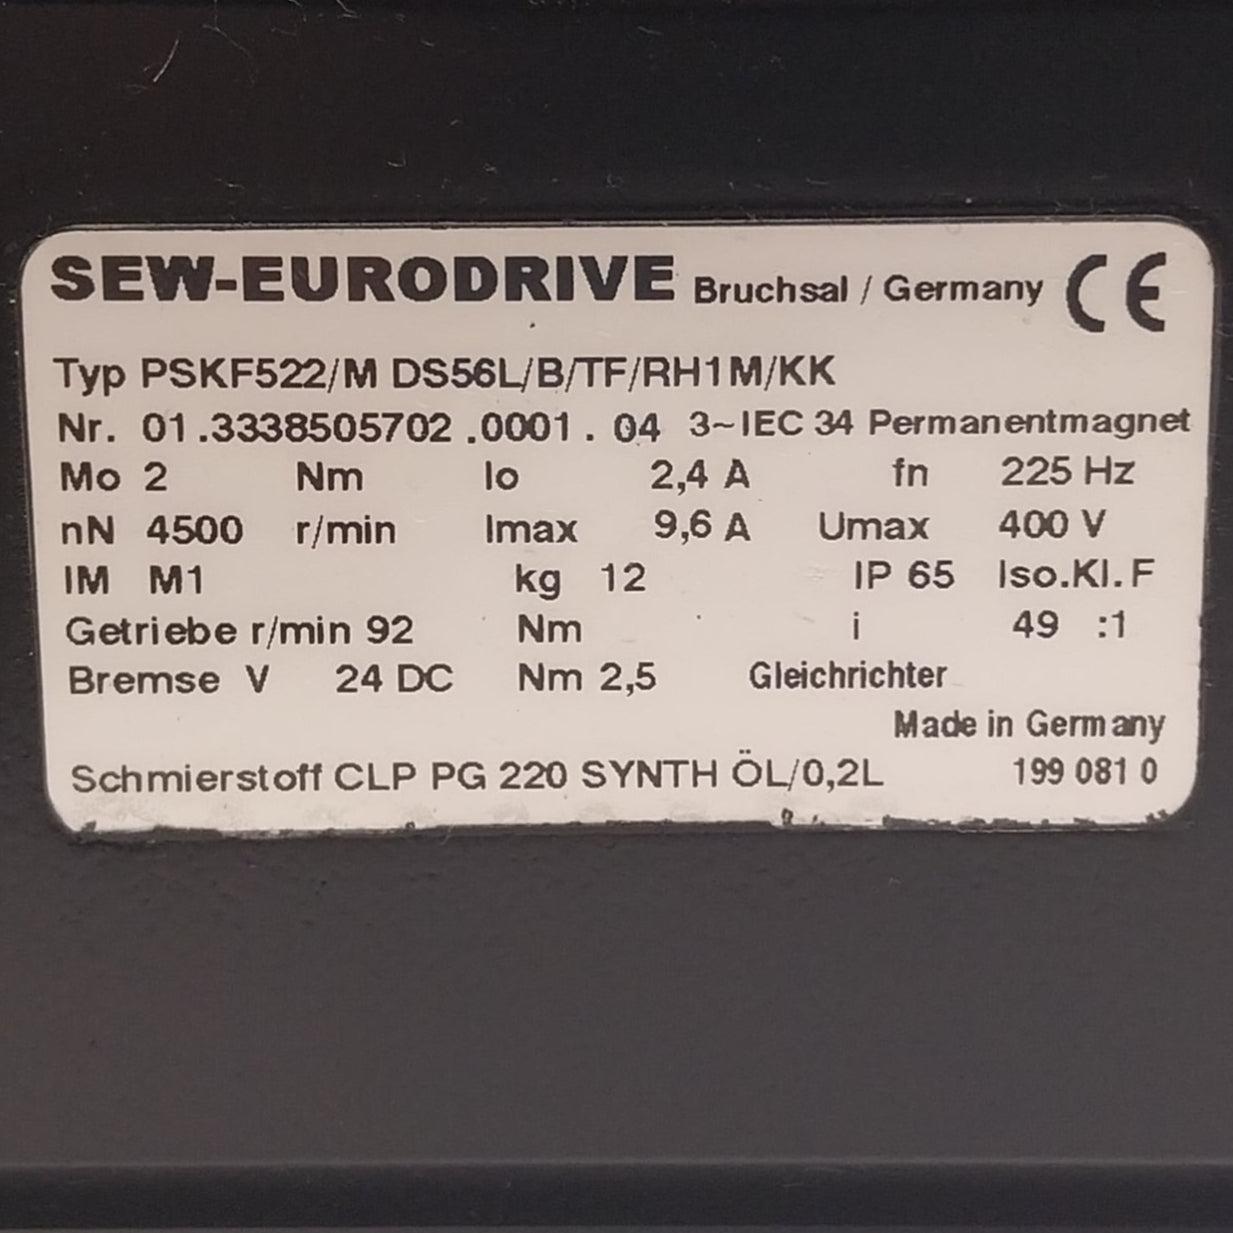 SEW-EURODRIVE Bruchsal / Germany CE
Typ PSKF522/M DS56L/B/TF/RH1M/KK
Nr. 01.3338505702.0001.04 3~IEC 34 Permanentmagnet
Mo 2 Nm Io 2,4 A fn 225 Hz
nN 4500 r/min Imax 9,6 A Umax 400 V
IM M1 kg 12 IP 65 Iso.Kl.F
Getriebe r/min 92 Nm i 49 :1
Bremse V 24 DC Nm 2,5 Gleichrichter
Made in Germany
Schmierstoff CLP PG 220 SYNTH ÖL/0,2L 199 081 0